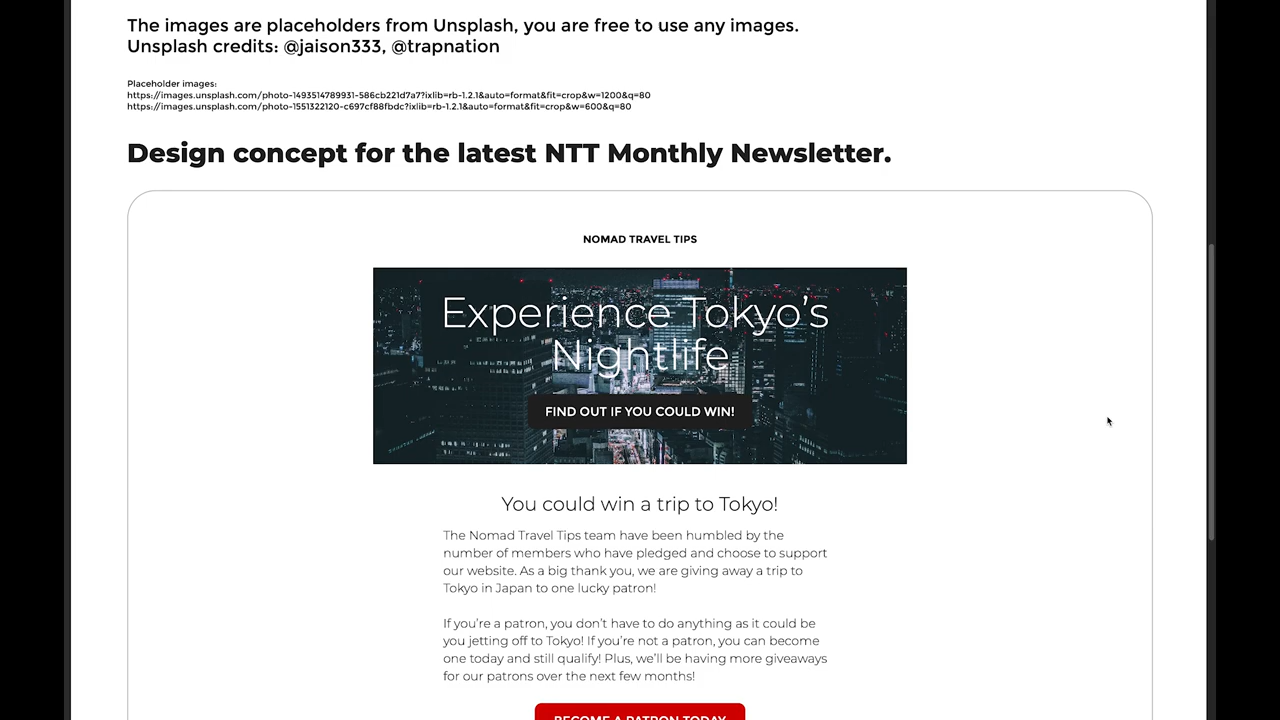 The images are placeholders from Unsplash, you are free to use any images.
Unsplash credits: @jaison333, @trapnation
Placeholder images:
https://images.unsplash.com/photo-1493514789931-586cb221d7a7?ixlib=rb-1.2.1&auto=format&fit=crop&w=1200&q=80
https://images.unsplash.com/photo-1551322120-c697cf88fbdc?ixlib=rb-1.2.1&auto=format&fit=crop&w=600&q=80
Design concept for the latest NTT Monthly Newsletter.
NOMAD TRAVEL TIPS
Experience Tokyo's
Nightlife
FIND OUT IF YOU COULD WIN!
You could win a trip to Tokyo!
The Nomad Travel Tips team have been humbled by the
number of members who have pledged and choose to support
our website. As a big thank you, we are giving away a trip to
Tokyo in Japan to one lucky patron!
If you're a patron, you don't have to do anything as it could be
you jetting off to Tokyo! If you're not a patron, you can become
one today and still qualify! Plus, we'll be having more giveaways
for our patrons over the next few months!
BECOME A PATRON TODAY